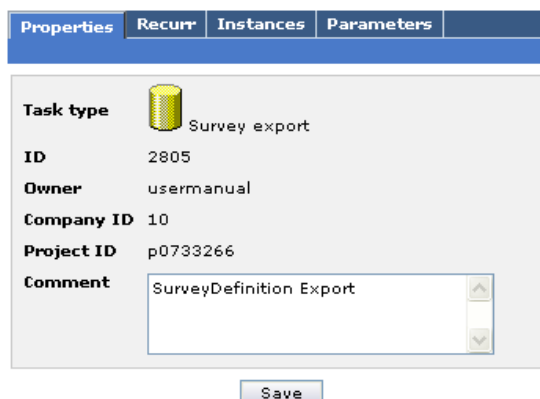 Properties Recurr Instances Parameters
Task type Survey export
ID 2805
Owner usermanual
Company ID 10
Project ID p0733266
Comment SurveyDefinition Export
Save